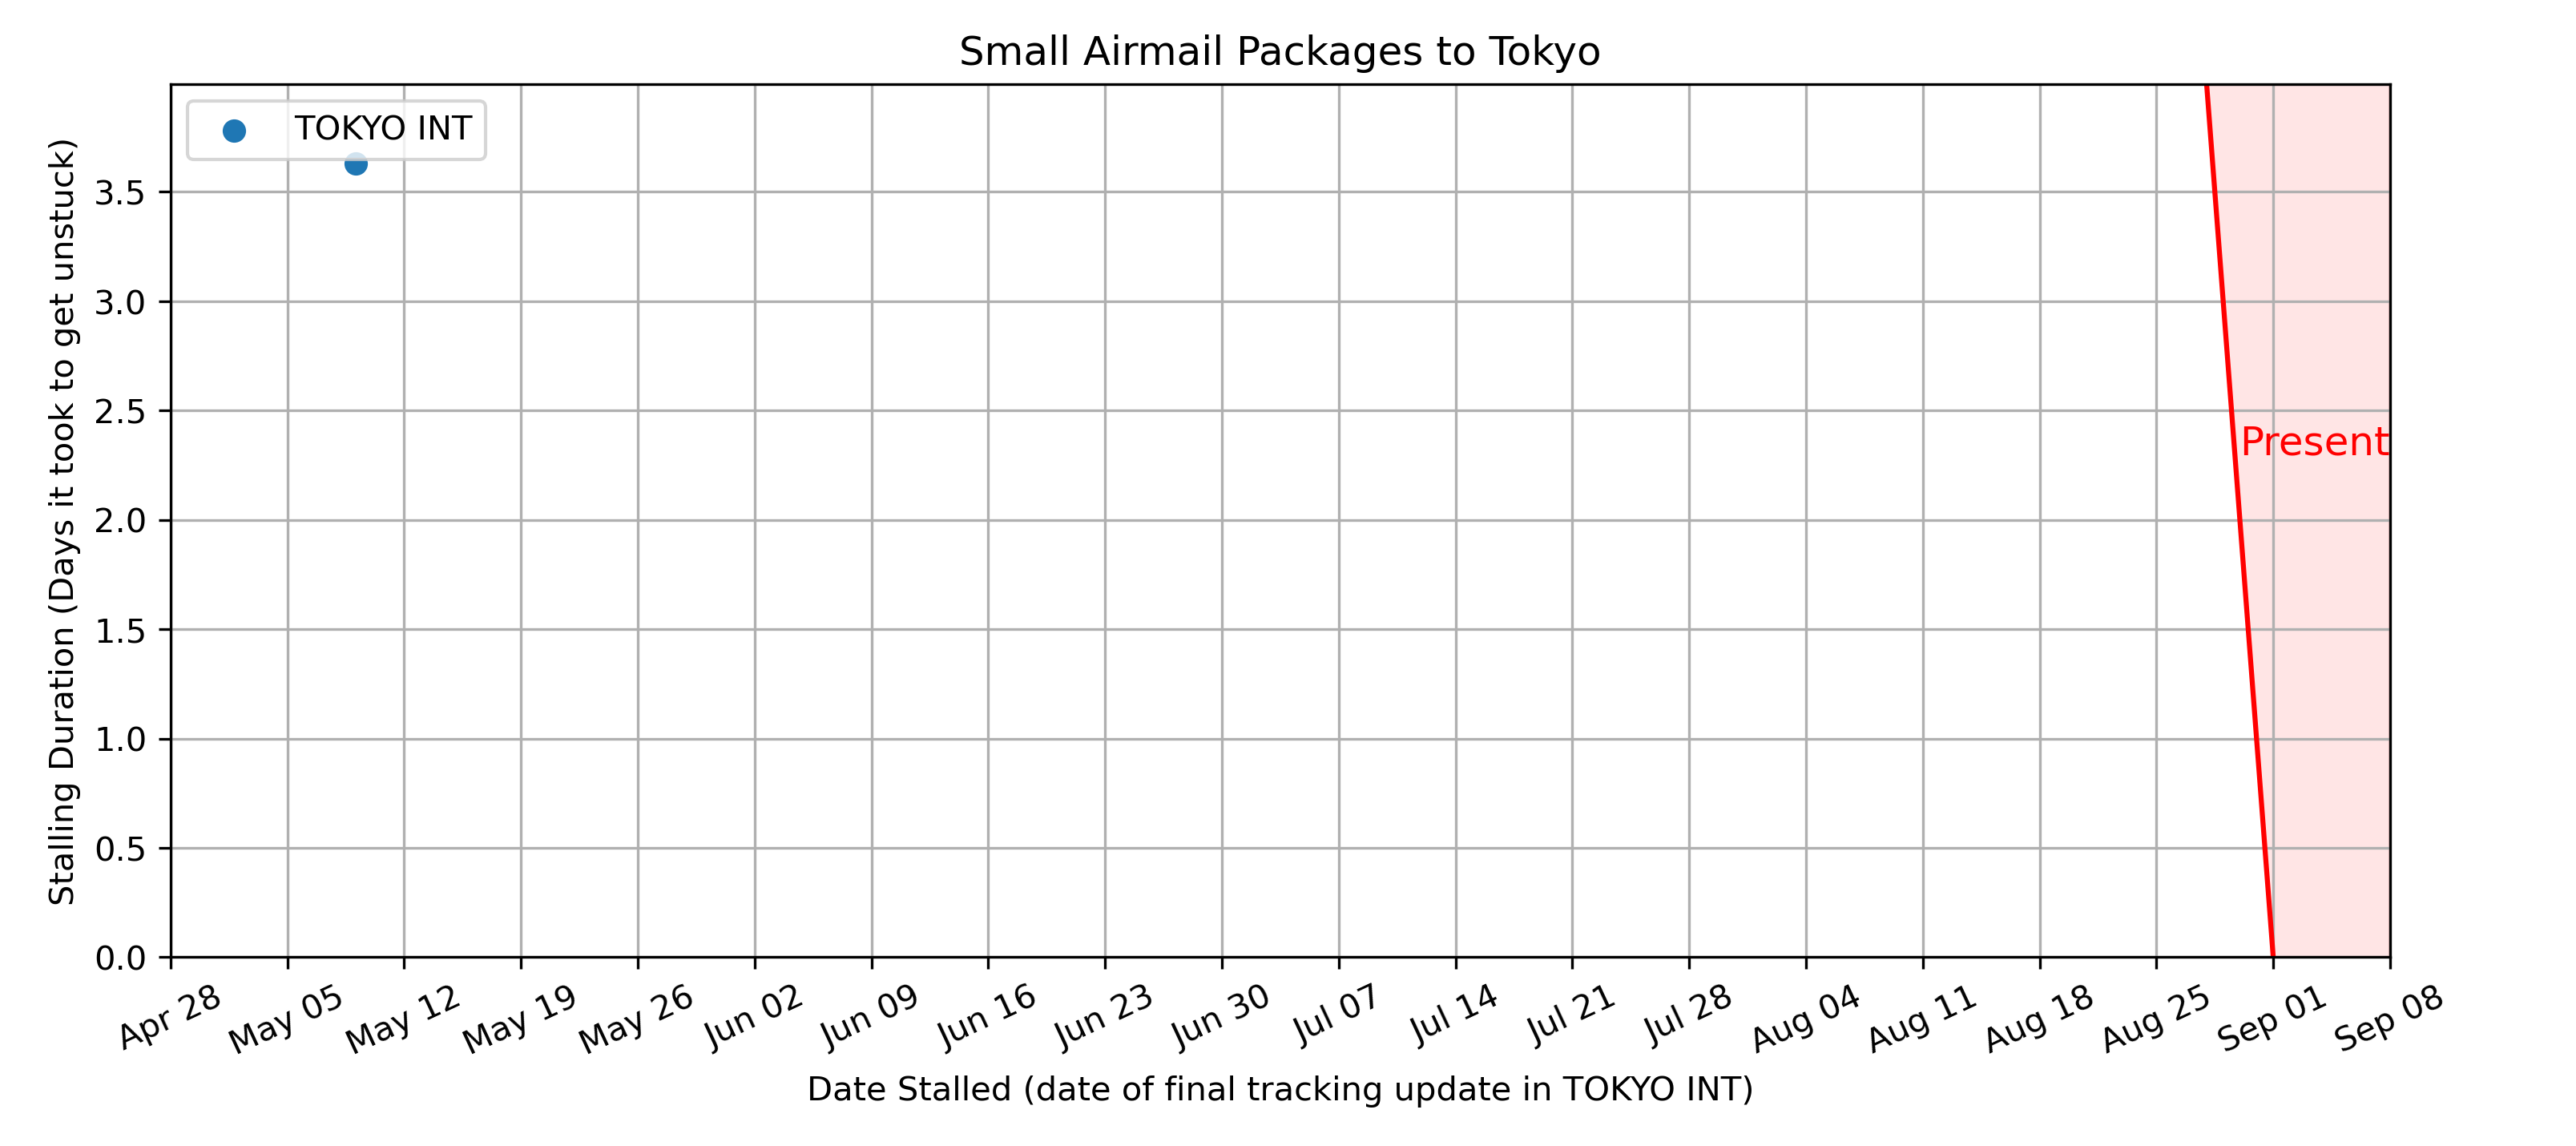 Small Airmail Packages to Tokyo
TOKYO INT
Stalling Duration (Days it took to get unstuck)
3.5
3.0
2.5
2.0
1.5
1.0
0.5
0.0
Present
Apr 28
May 05
May 12
May 19
May 26
Jun 02
Jun 09
Jun 16
Jun 23
Jun 30
Jul 07
Jul 14
Jul 21
Jul 28
Aug 04
Aug 11
Aug 18
Aug 25
Sep 01
Sep 08
Date Stalled (date of final tracking update in TOKYO INT)